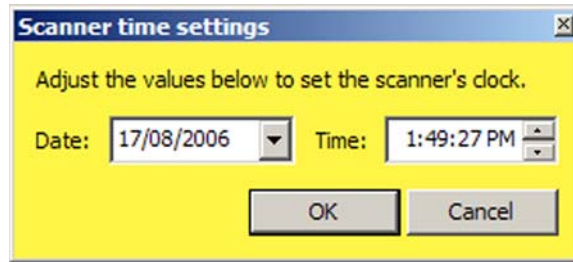 Scanner time settings
Adjust the values below to set the scanner's clock.
Date: 17/08/2006 Time: 1:49:27 PM
OK Cancel